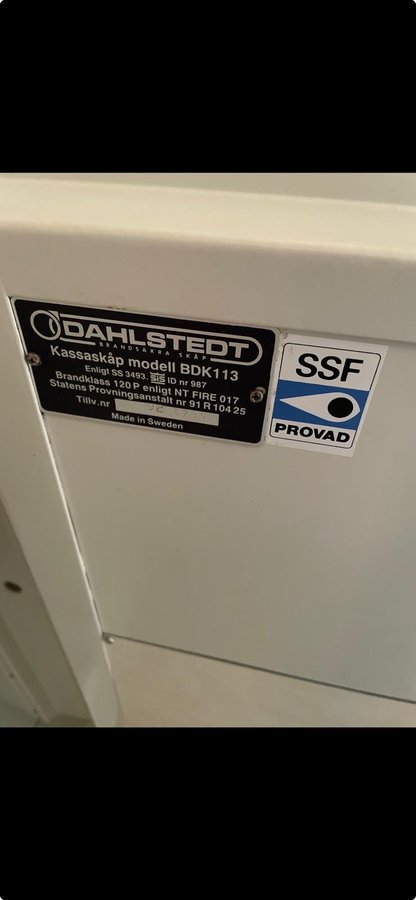 DAHLSTEDT
BRANDSÄKRA SKÅP
Kassaskåp modell BDK113
Enligt SS 3493. ID nr 987
Brandklass 120 P enligt NT FIRE 017
Statens Provningsanstalt nr 91 R 104 25
Tillv.nr
Made in Sweden
SSF
PROVAD